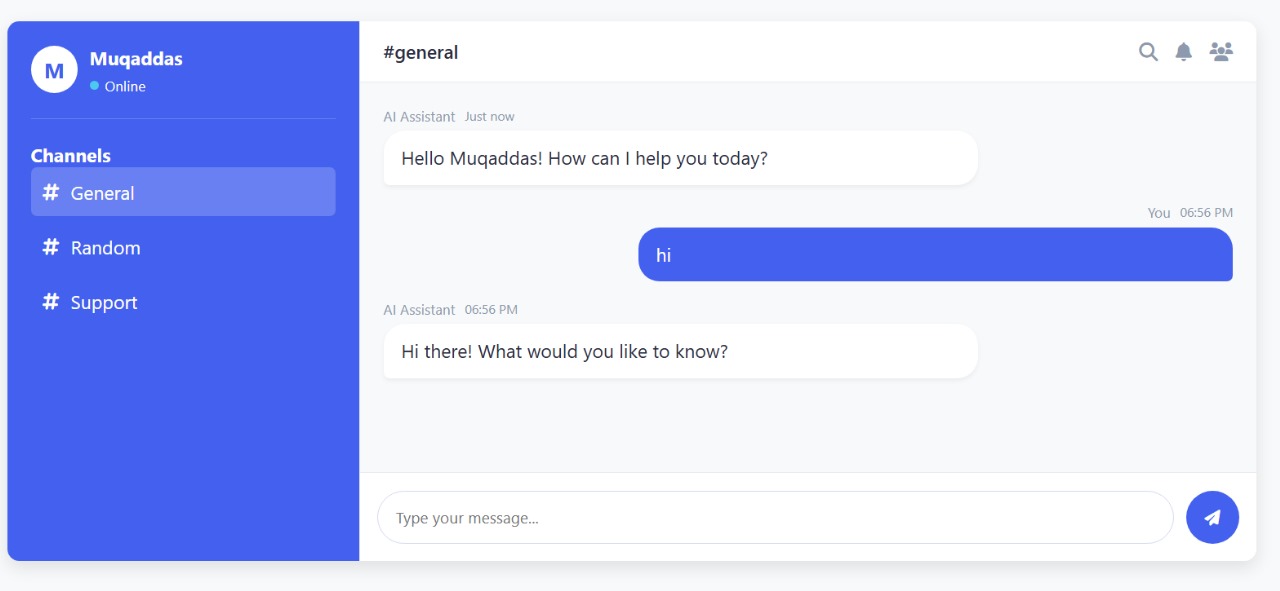 M
Muqaddas
Online
Channels
# General
# Random
# Support
#general
AI Assistant Just now
Hello Muqaddas! How can I help you today?
You 06:56 PM
hi
AI Assistant 06:56 PM
Hi there! What would you like to know?
Type your message...